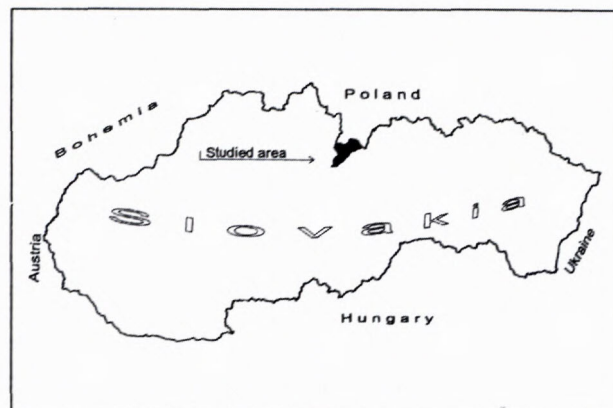 Poland
Bohemia
Studied area
Slovakia
Austria
Ukraine
Hungary